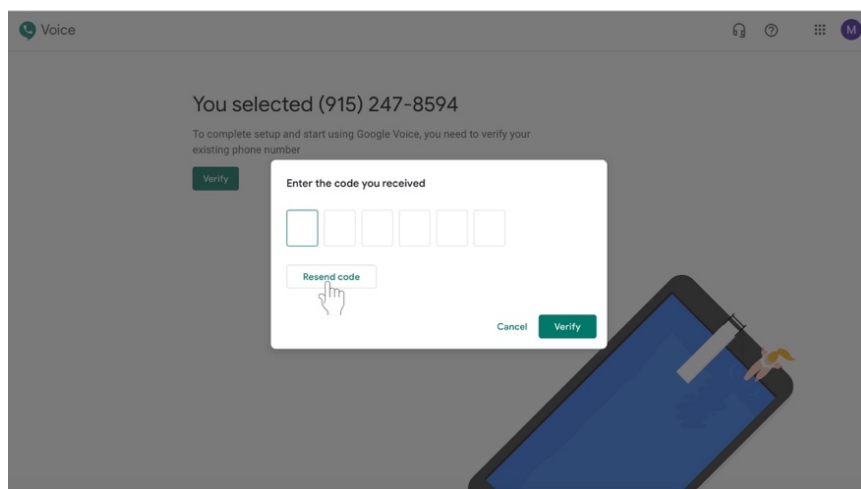 Voice
M
You selected (915) 247-8594
To complete setup and start using Google Voice, you need to verify your
existing phone number
Verify
Enter the code you received
Resend code
Cancel
Verify